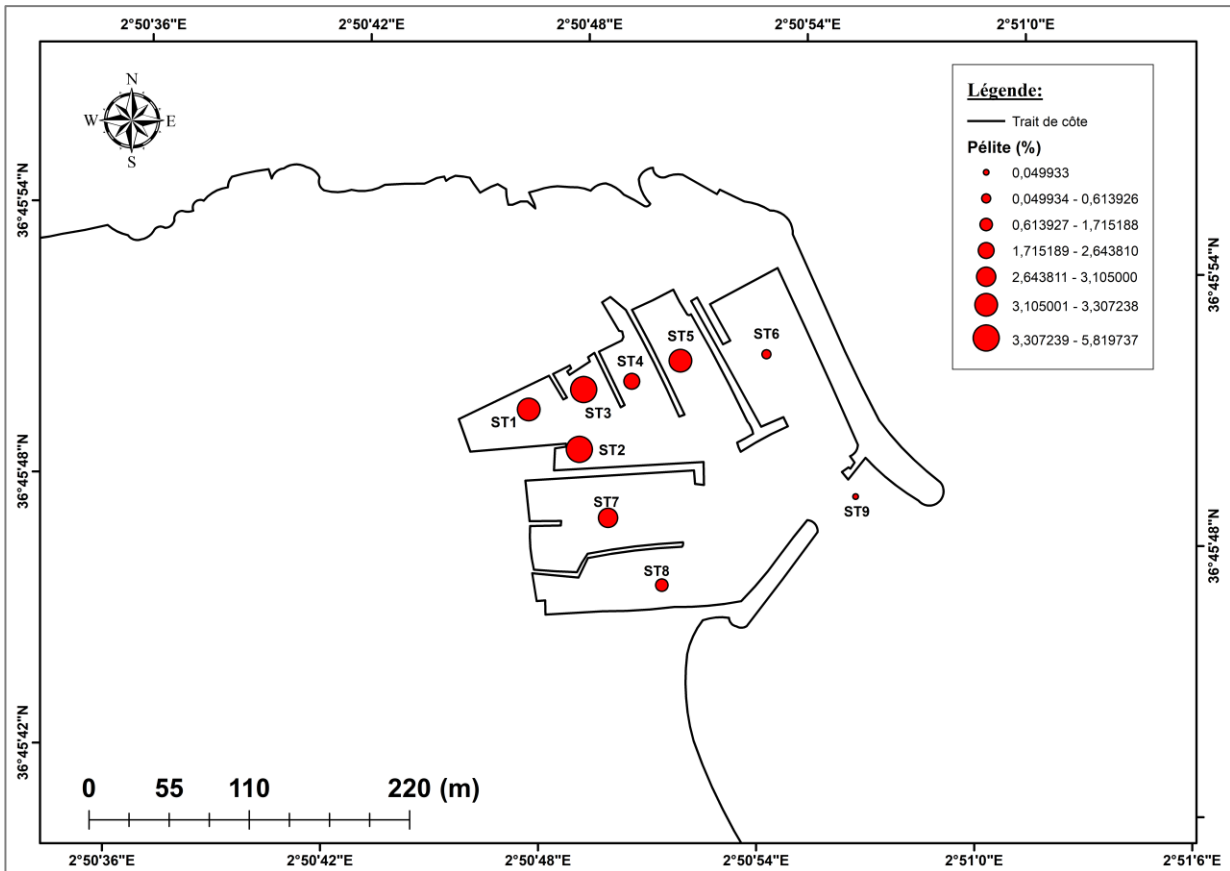 2°50'36"E 2°50'42"E 2°50'48"E 2°50'54"E 2°51'0"E
N
W E
S
Légende:
Trait de côte
Pélite (%)
0,049933
0,049934 - 0,613926
0,613927 - 1,715188
1,715189 - 2,643810
2,643811 - 3,105000
3,105001 - 3,307238
3,307239 - 5,819737
36°45'54"N
36°45'54"N
ST6
ST5
ST4
ST3
ST1
ST2
36°45'48"N
36°45'48"N
ST7
ST9
ST8
36°45'42"N
0 55 110 220 (m)
2°50'36"E 2°50'42"E 2°50'48"E 2°50'54"E 2°51'0"E 2°51'6"E